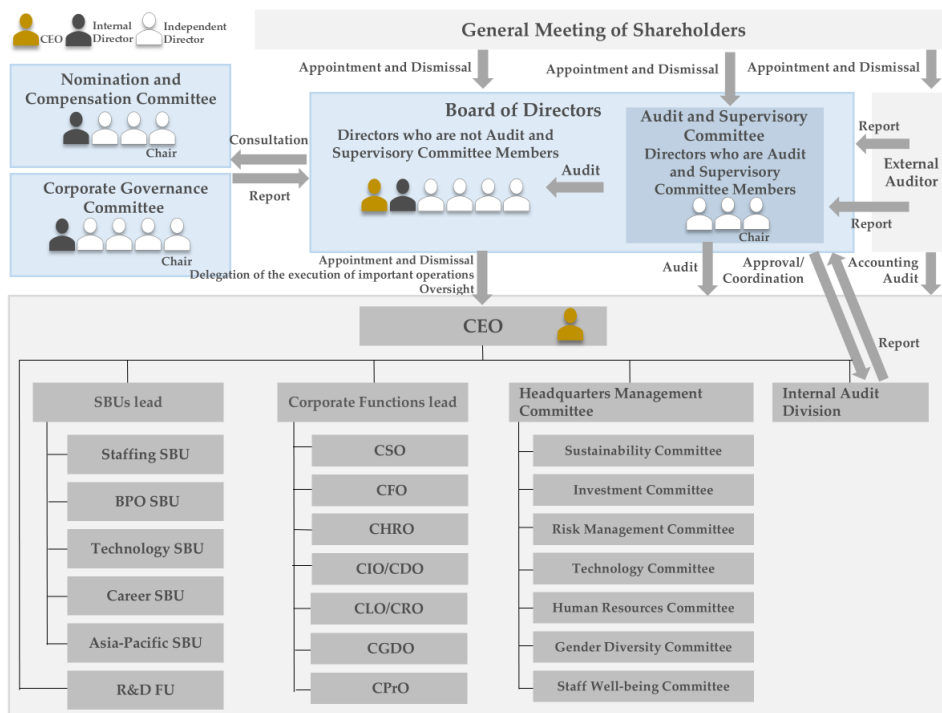 CEO
Internal
Director
Independent
Director
General Meeting of Shareholders
Appointment and Dismissal
Appointment and Dismissal
Appointment and Dismissal
Nomination and
Compensation Committee
Chair
Corporate Governance
Committee
Chair
Consultation
Report
Board of Directors
Directors who are not Audit and
Supervisory Committee Members
Audit
Audit and Supervisory
Committee
Directors who are Audit
and Supervisory
Committee Members
Chair
Report
External
Auditor
Report
Appointment and Dismissal
Delegation of the execution of important operations
Oversight
Audit
Approval/
Coordination
Accounting
Audit
Report
CEO
SBUs lead
Staffing SBU
BPO SBU
Technology SBU
Career SBU
Asia-Pacific SBU
R&D FU
Corporate Functions lead
CSO
CFO
CHRO
CIO/CDO
CLO/CRO
CGDO
CPrO
Headquarters Management
Committee
Sustainability Committee
Investment Committee
Risk Management Committee
Technology Committee
Human Resources Committee
Gender Diversity Committee
Staff Well-being Committee
Internal Audit
Division